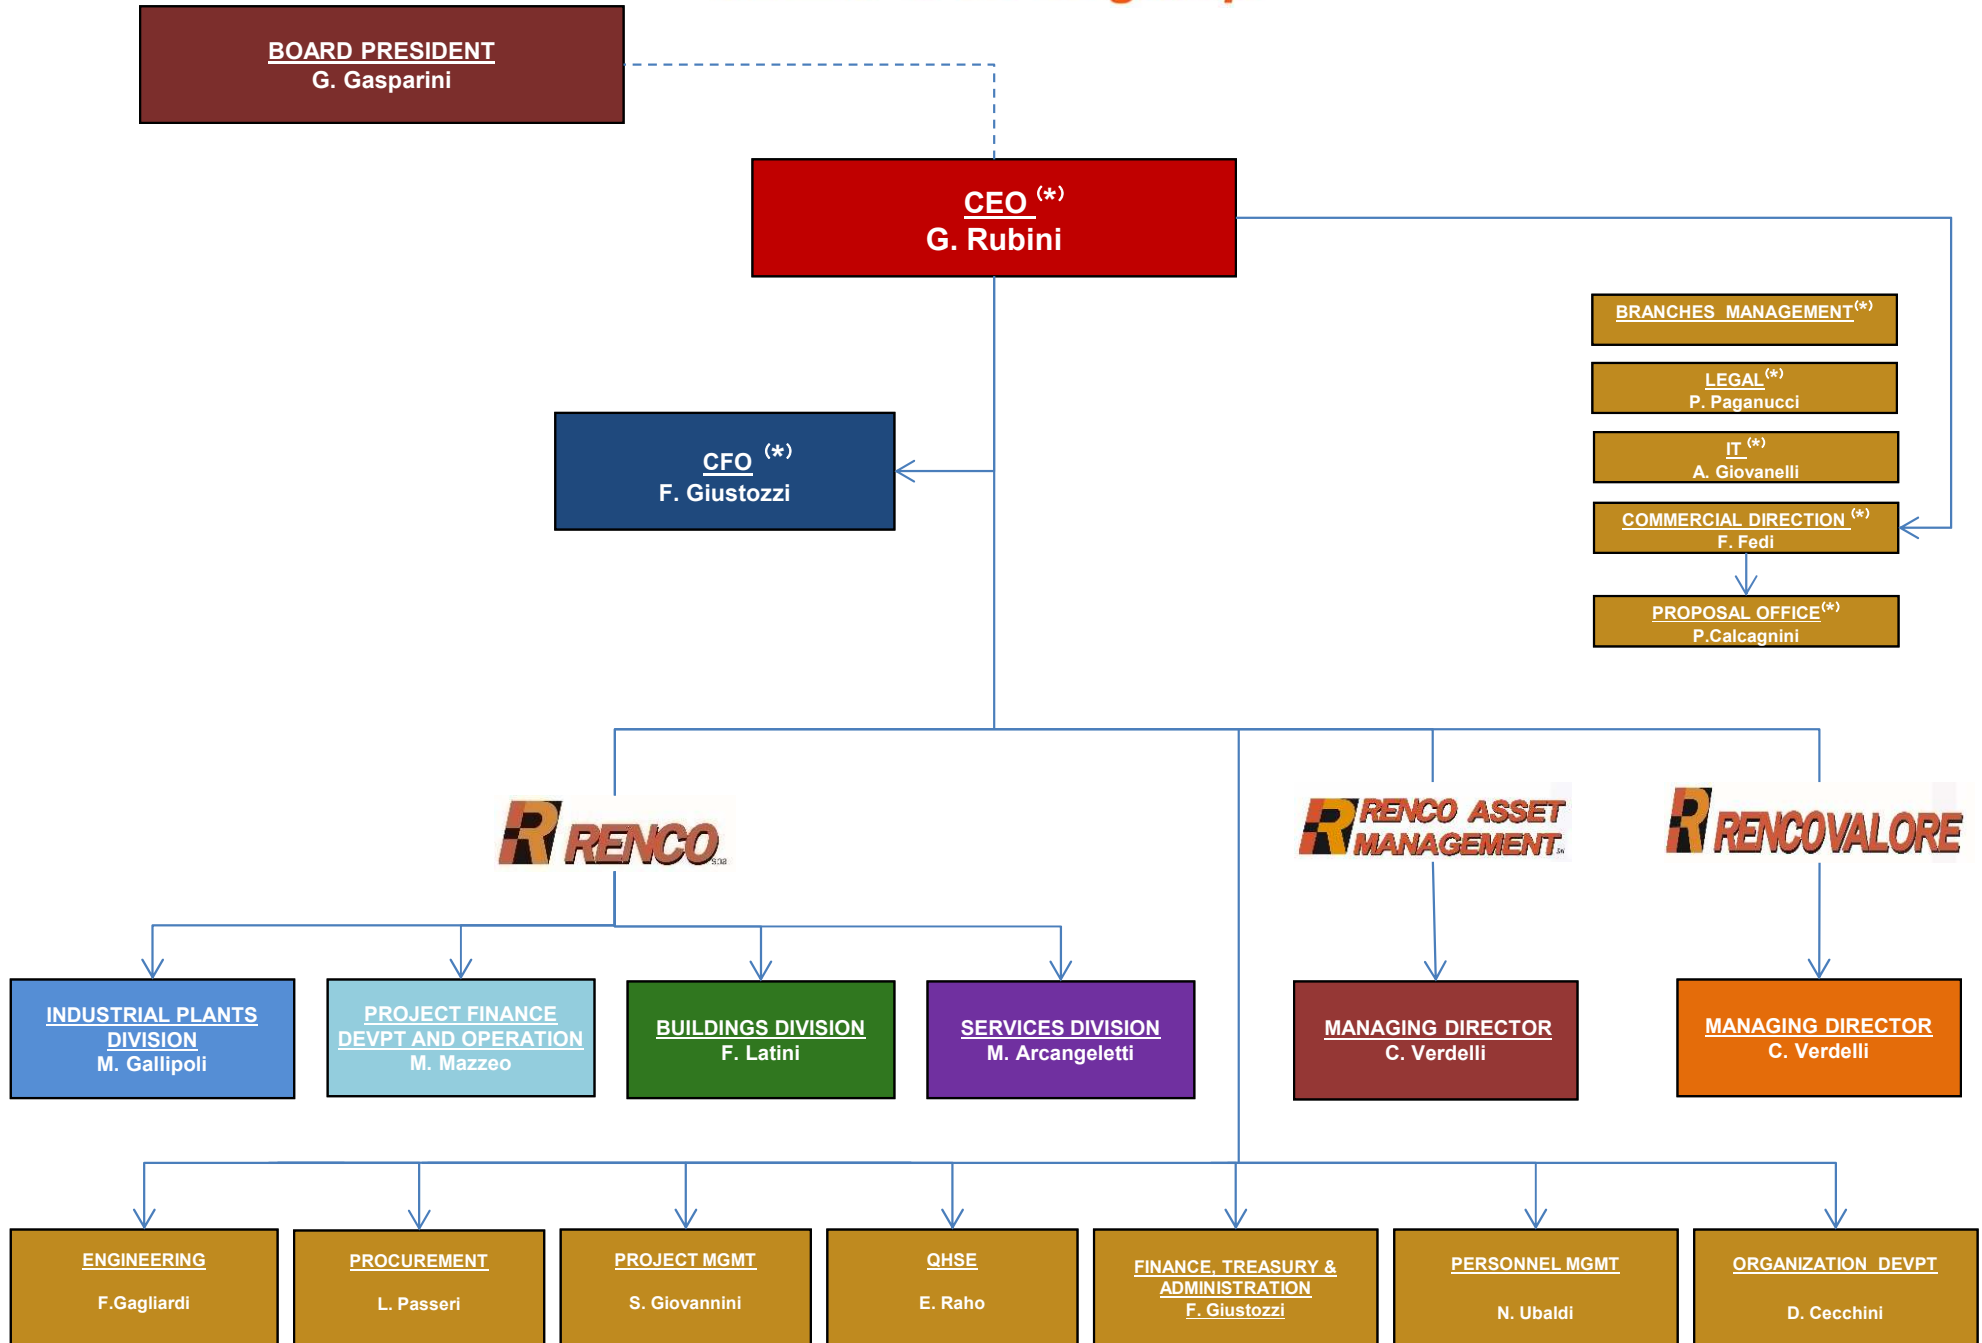 BOARD PRESIDENT
G. Gasparini
CEO (*)
G. Rubini
BRANCHES MANAGEMENT(*)
LEGAL(*)
P. Paganucci
IT (*)
A. Giovanelli
COMMERCIAL DIRECTION (*)
F. Fedi
PROPOSAL OFFICE(*)
P.Calcagnini
CFO (*)
F. Giustozzi
RENCO
RENCO ASSET
MANAGEMENT
RENCOVALORE
INDUSTRIAL PLANTS
DIVISION
M. Gallipoli
PROJECT FINANCE
DEVPT AND OPERATION
M. Mazzeo
BUILDINGS DIVISION
F. Latini
SERVICES DIVISION
M. Arcangeletti
MANAGING DIRECTOR
C. Verdelli
MANAGING DIRECTOR
C. Verdelli
ENGINEERING
F.Gagliardi
PROCUREMENT
L. Passeri
PROJECT MGMT
S. Giovannini
QHSE
E. Raho
FINANCE, TREASURY &
ADMINISTRATION
F. Giustozzi
PERSONNEL MGMT
N. Ubaldi
ORGANIZATION DEVPT
D. Cecchini